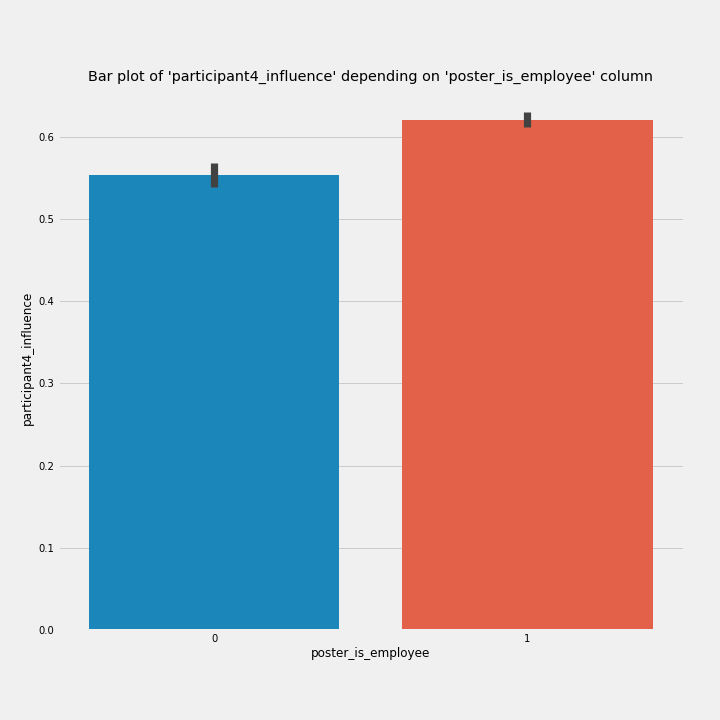 Bar plot of 'participant4_influence' depending on 'poster_is_employee' column
participant4_influence
0.6
0.5
0.4
0.3
0.2
0.1
0.0
0 1
poster_is_employee